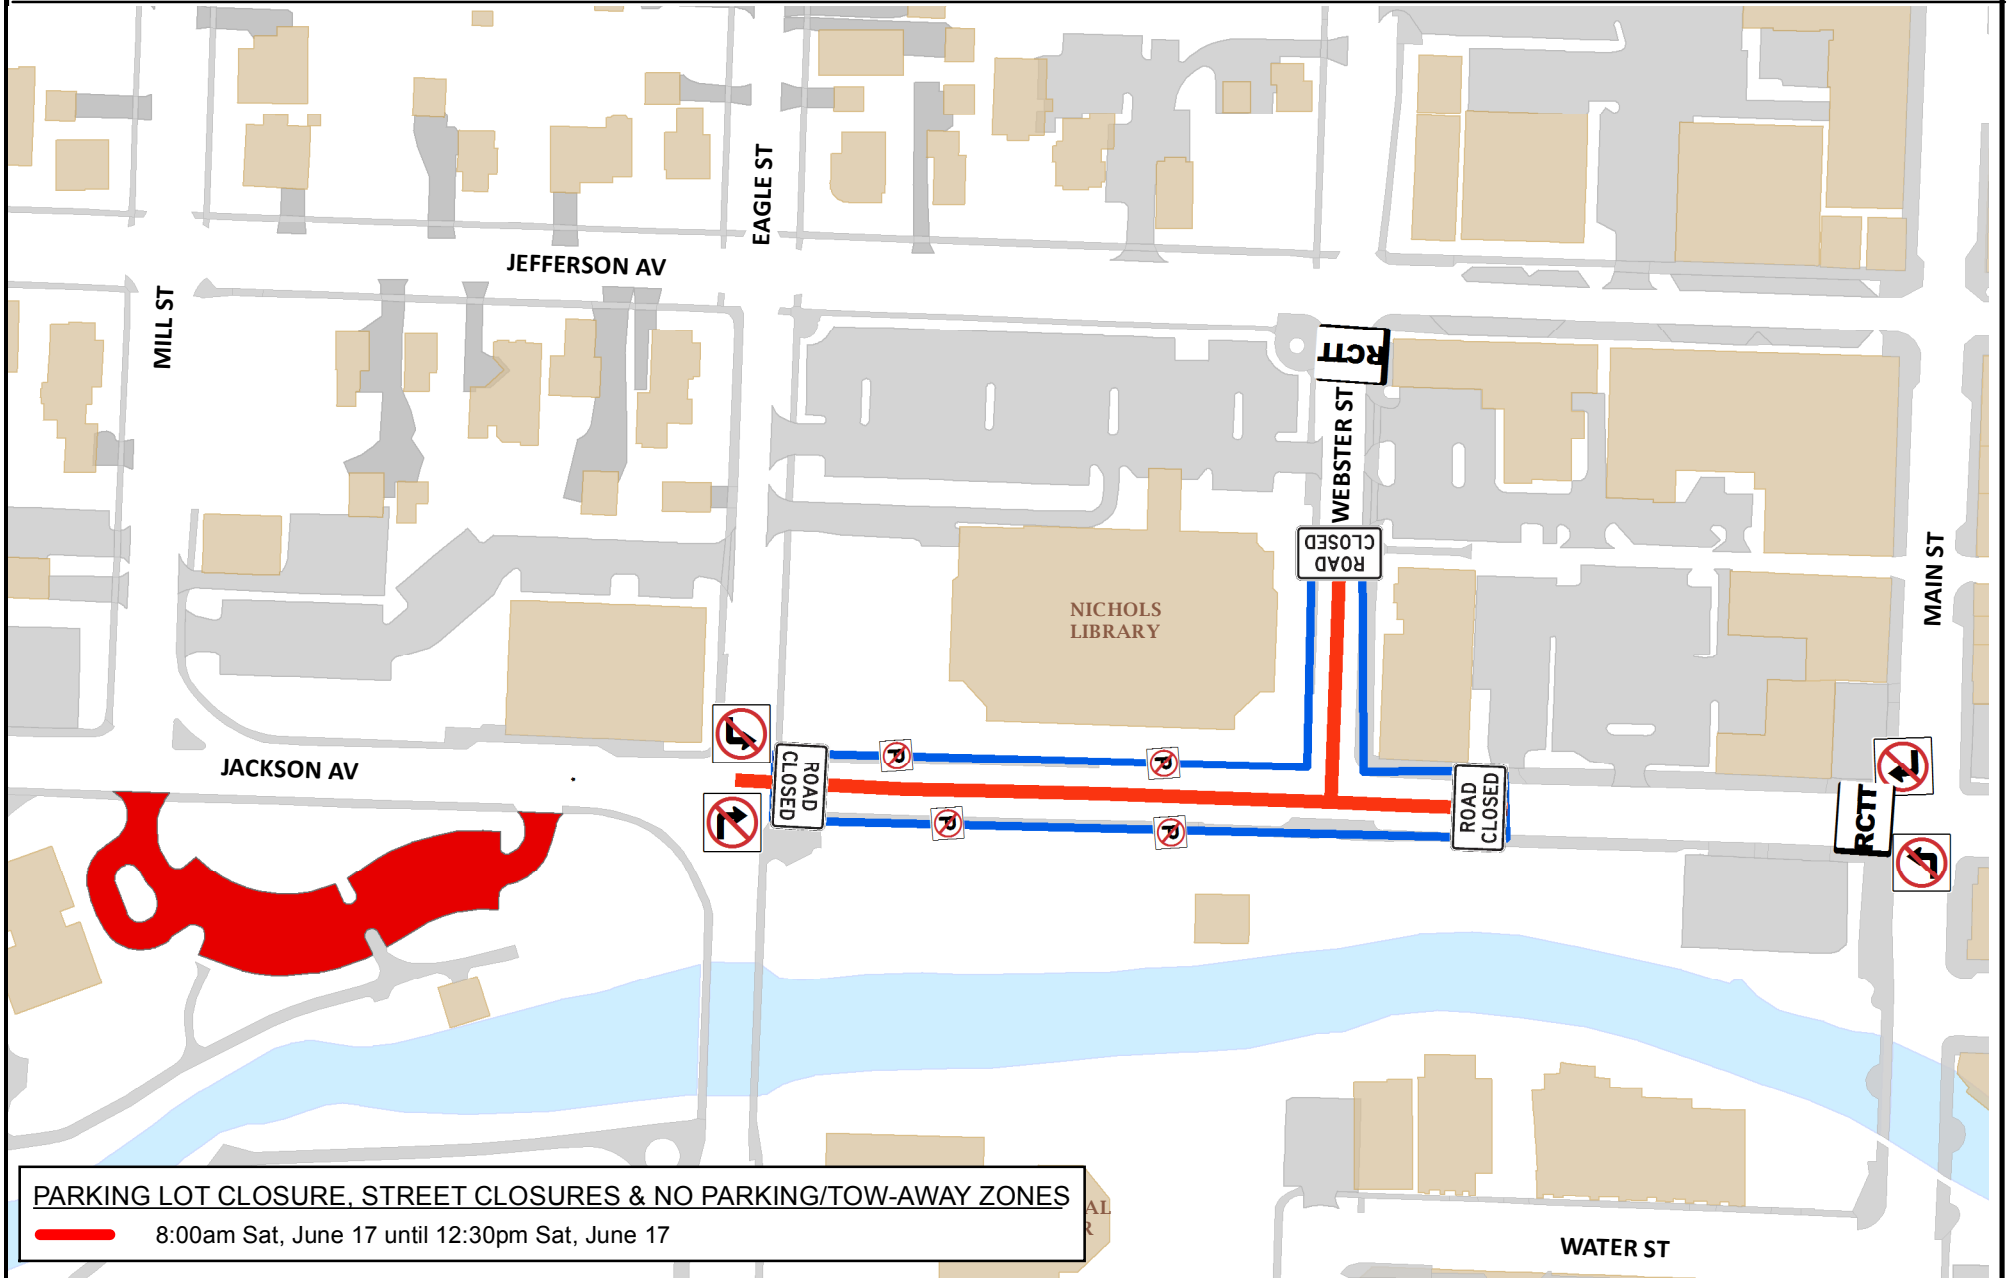 EAGLE ST
JEFFERSON AV
MILL ST
RCTT
WEBSTER ST
ROAD
CLOSED
MAIN ST
NICHOLS
LIBRARY
JACKSON AV
ROAD
CLOSED
P
P
P
P
ROAD
CLOSED
RCTT
PARKING LOT CLOSURE, STREET CLOSURES & NO PARKING/TOW-AWAY ZONES
8:00am Sat, June 17 until 12:30pm Sat, June 17
AL
R
WATER ST